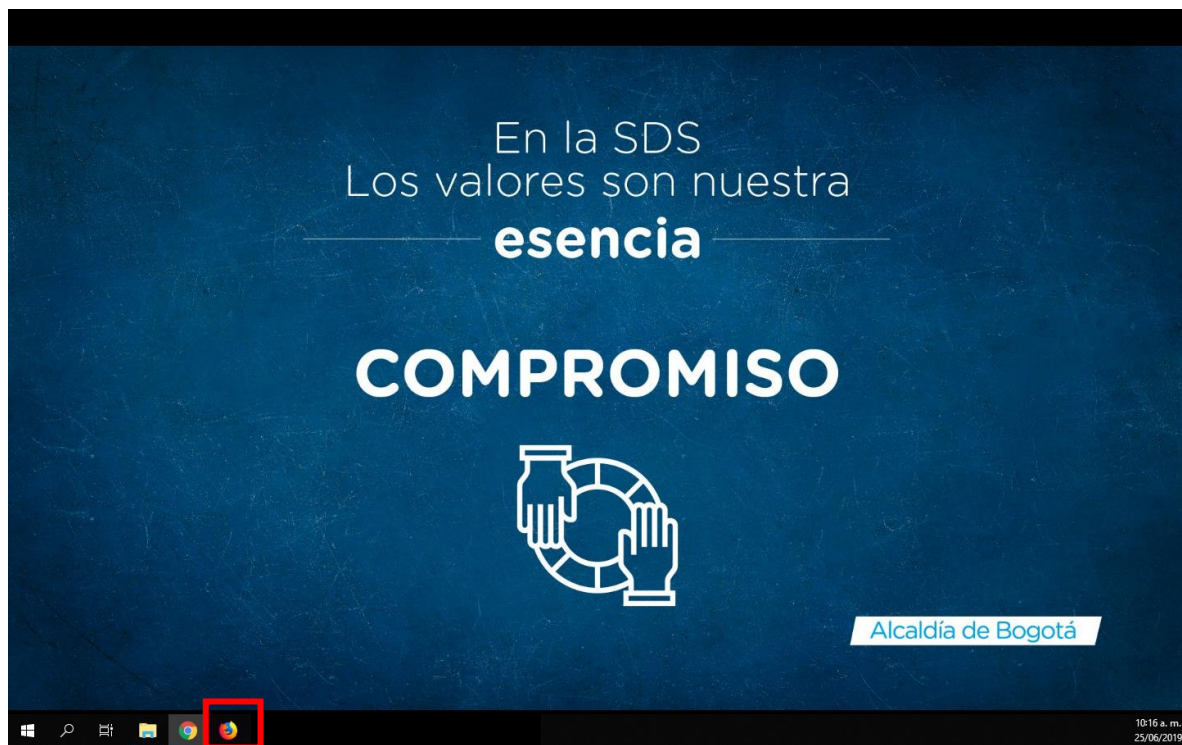 En la SDS
Los valores son nuestra
esencia
COMPROMISO
Alcaldía de Bogotá
10:16 a. m.
25/06/2019